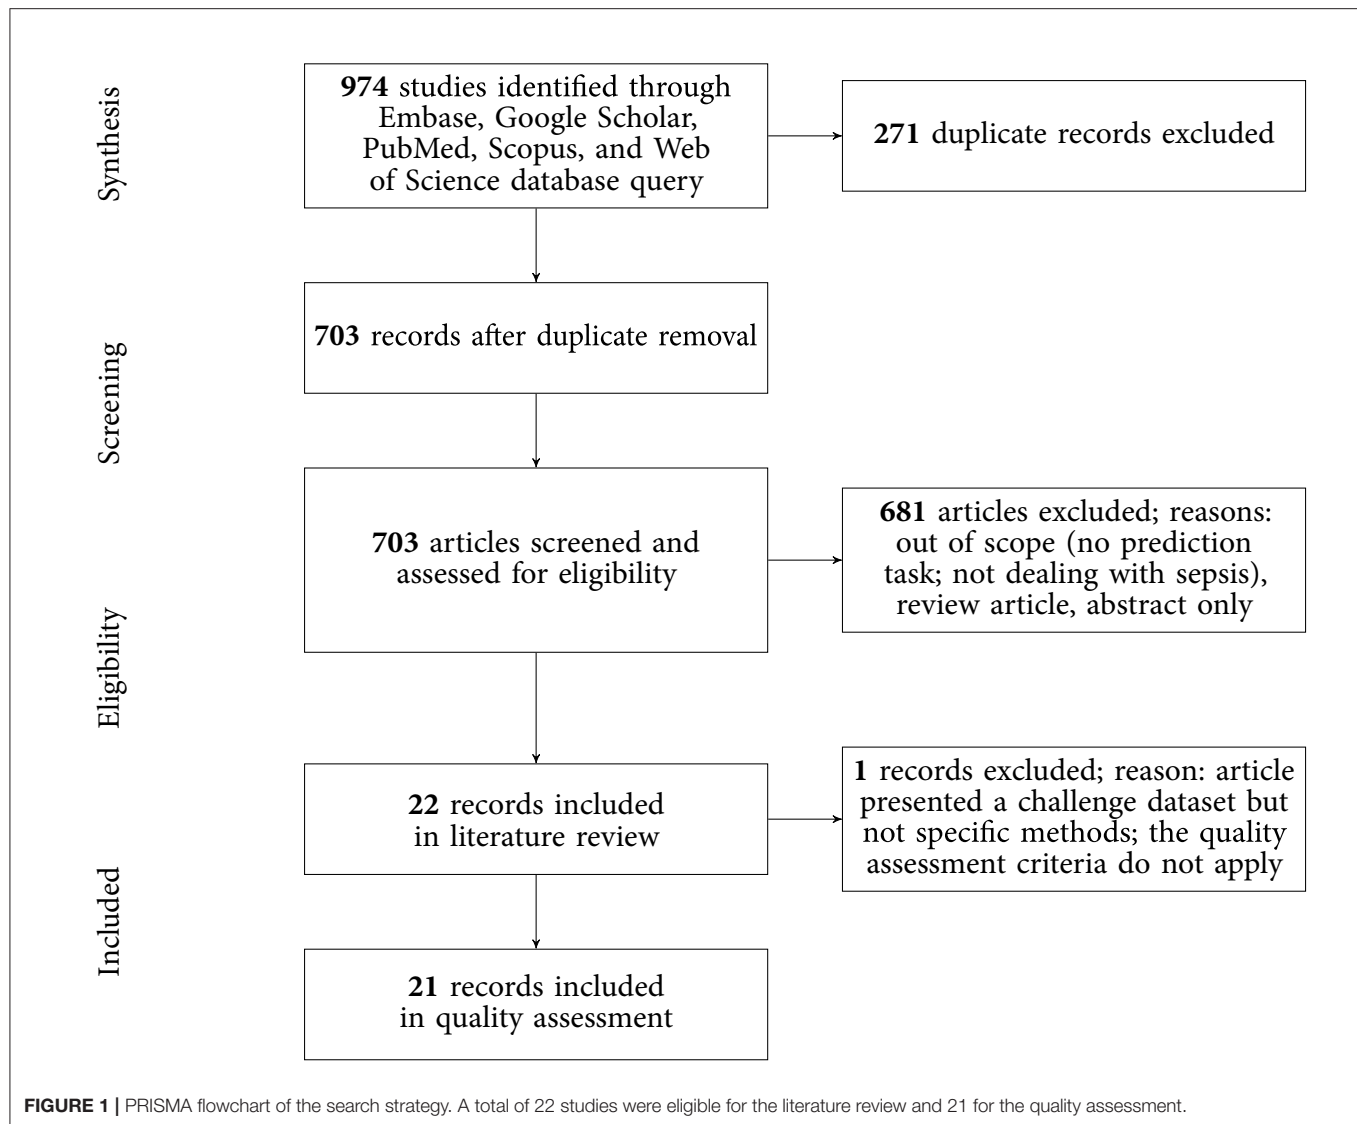 Synthesis
974 studies identified through
Embase, Google Scholar,
PubMed, Scopus, and Web
of Science database query
271 duplicate records excluded
Screening
703 records after duplicate removal
703 articles screened and
assessed for eligibility
681 articles excluded; reasons:
out of scope (no prediction
task; not dealing with sepsis),
review article, abstract only
Eligibility
22 records included
in literature review
1 records excluded; reason: article
presented a challenge dataset but
not specific methods; the quality
assessment criteria do not apply
Included
21 records included
in quality assessment
FIGURE 1 | PRISMA flowchart of the search strategy. A total of 22 studies were eligible for the literature review and 21 for the quality assessment.